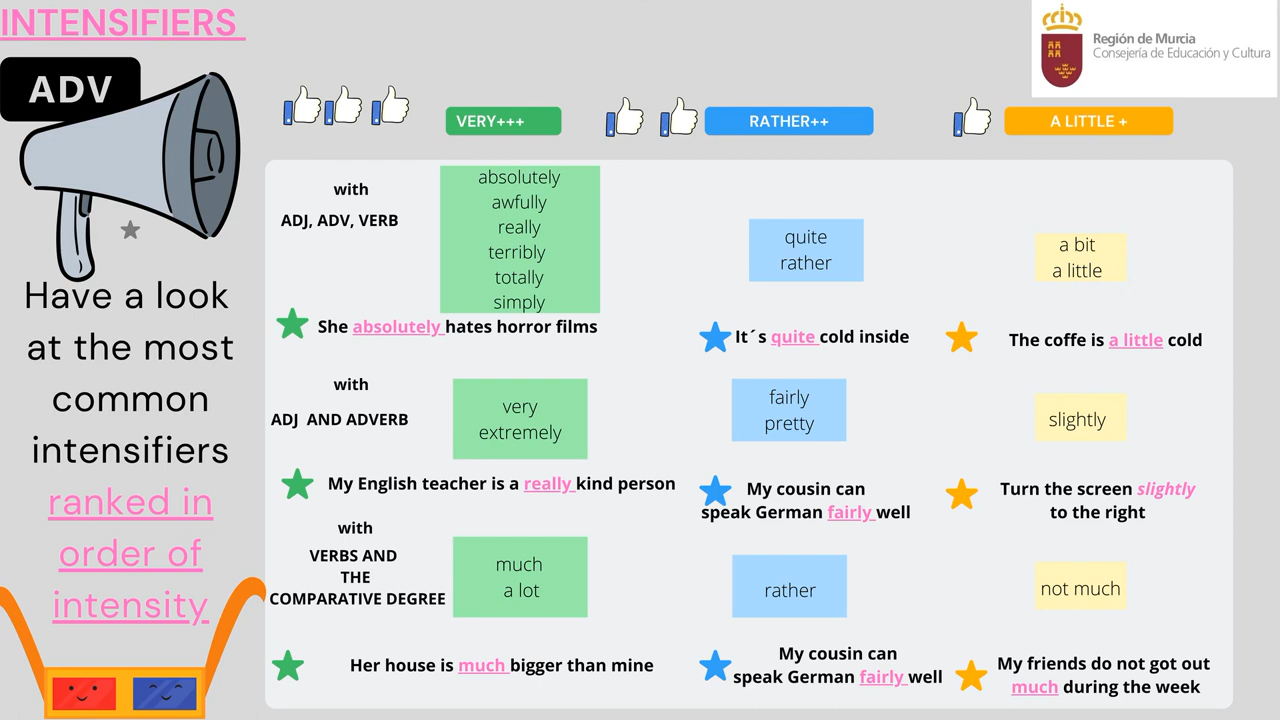 INTENSIFIERS
ADV
Have a look
at the most
common
intensifiers
ranked in
order of
intensity
Región de Murcia
Consejería de Educación y Cultura
VERY+++
RATHER++
A LITTLE +
with
ADJ, ADV, VERB
absolutely
awfully
really
terribly
totally
simply
quite
rather
a bit
a little
She absolutely hates horror films
It´s quite cold inside
The coffe is a little cold
with
ADJ AND ADVERB
very
extremely
fairly
pretty
slightly
My English teacher is a really kind person
My cousin can
speak German fairly well
Turn the screen slightly
to the right
with
VERBS AND
THE
COMPARATIVE DEGREE
much
a lot
rather
not much
Her house is much bigger than mine
My cousin can
speak German fairly well
My friends do not got out
much during the week